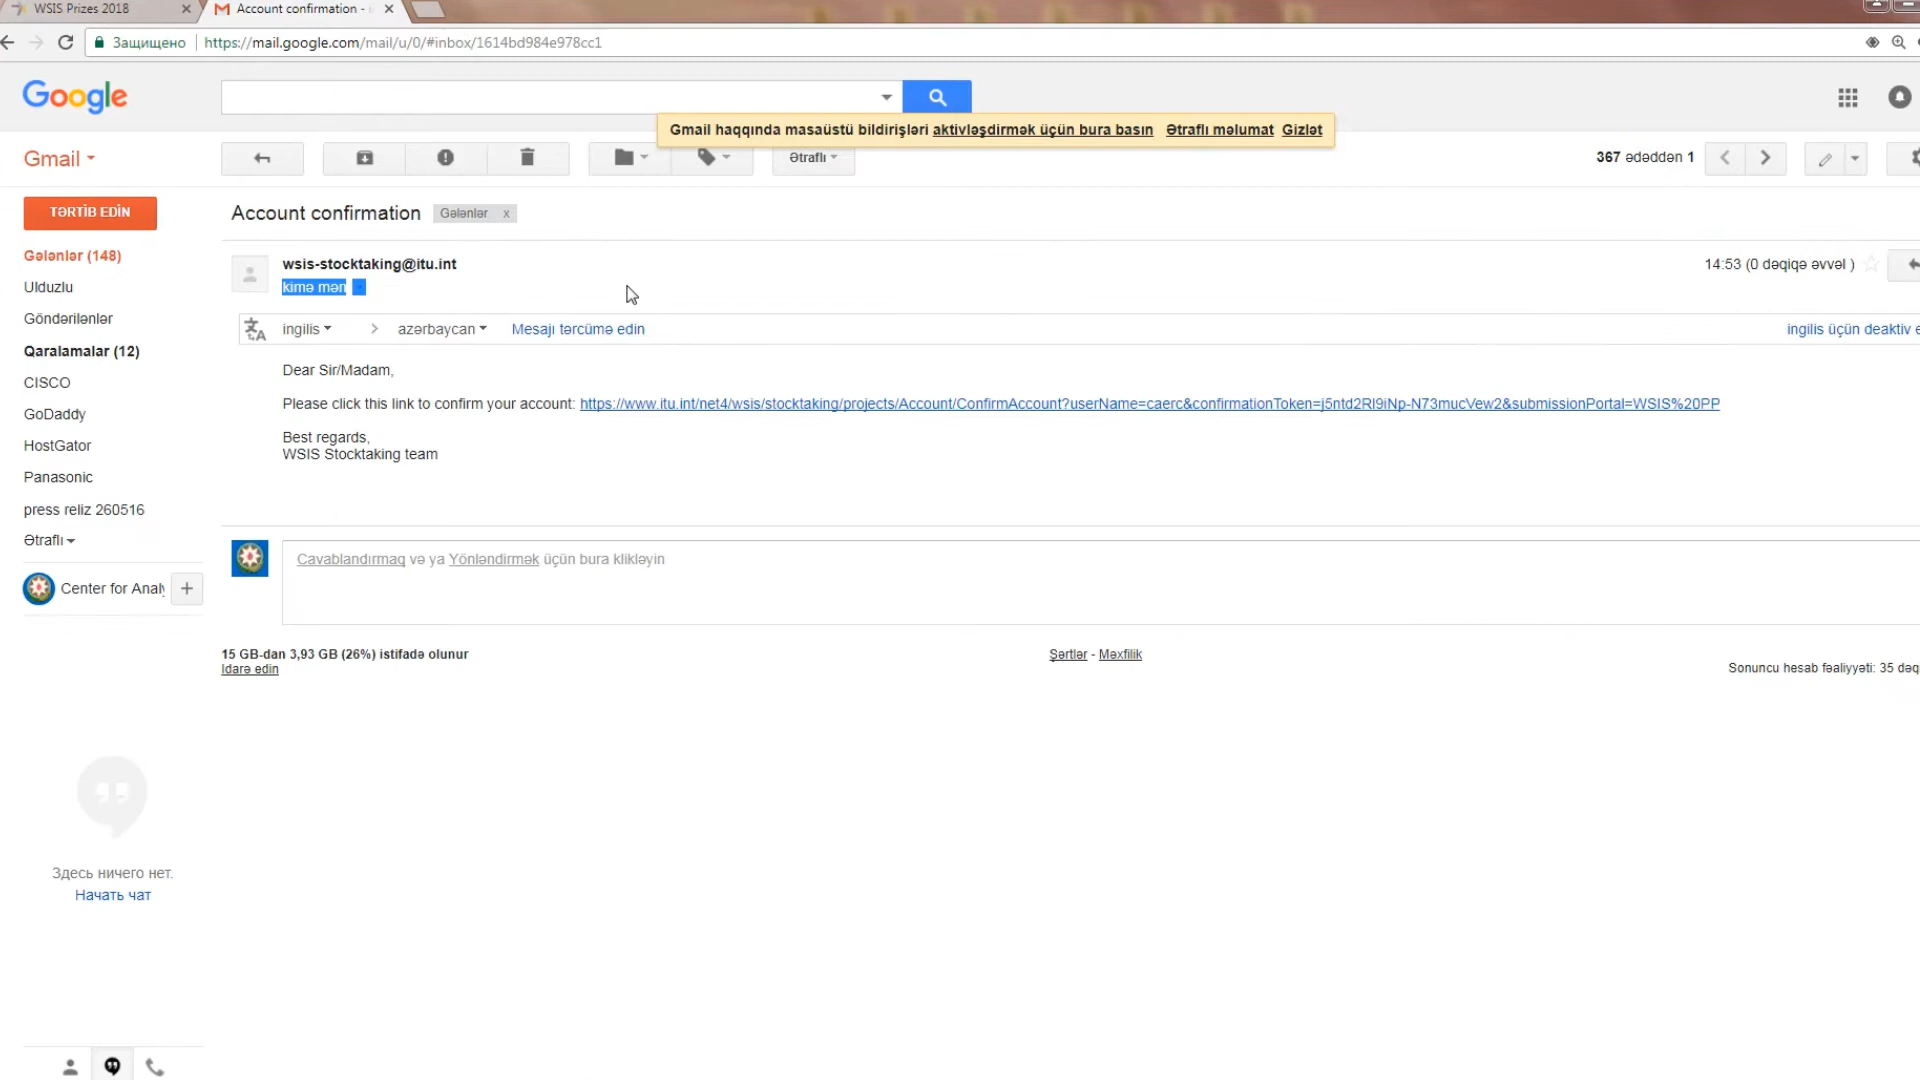 WSIS Prizes 2018
Account confirmation -
Защищено
https://mail.google.com/mail/u/0/#inbox/1614bd984e978cc1
Google
Gmail haqqında masaüstü bildirişləri aktivləşdirmək üçün bura basın Ətraflı məlumat Gizlət
Gmail
Ətraflı
367 ədəddən 1
TƏRTİB EDİN
Account confirmation
Gələnlər x
Gələnlər (148)
Ulduzlu
Göndərilənlər
Qaralamalar (12)
CISCO
GoDaddy
HostGator
Panasonic
press reliz 260516
Ətraflı
Center for Analy
wsis-stocktaking@itu.int
14:53 (0 dəqiqə əvvəl )
kimə mən
ingilis > azərbaycan Mesajı tərcümə edin
ingilis üçün deaktiv e
Dear Sir/Madam,
Please click this link to confirm your account: https://www.itu.int/net4/wsis/stocktaking/projects/Account/ConfirmAccount?userName=caerc&confirmationToken=j5ntd2RI9iNp-N73mucVew2&submissionPortal=WSIS%20PP
Best regards,
WSIS Stocktaking team
Cavablandırmaq və ya Yönləndirmək üçün bura klikləyin
15 GB-dan 3,93 GB (26%) istifadə olunur
İdarə edin
Şərtlər - Məxfilik
Sonuncu hesab fəaliyyəti: 35 dəq
Здесь ничего нет.
Начать чат